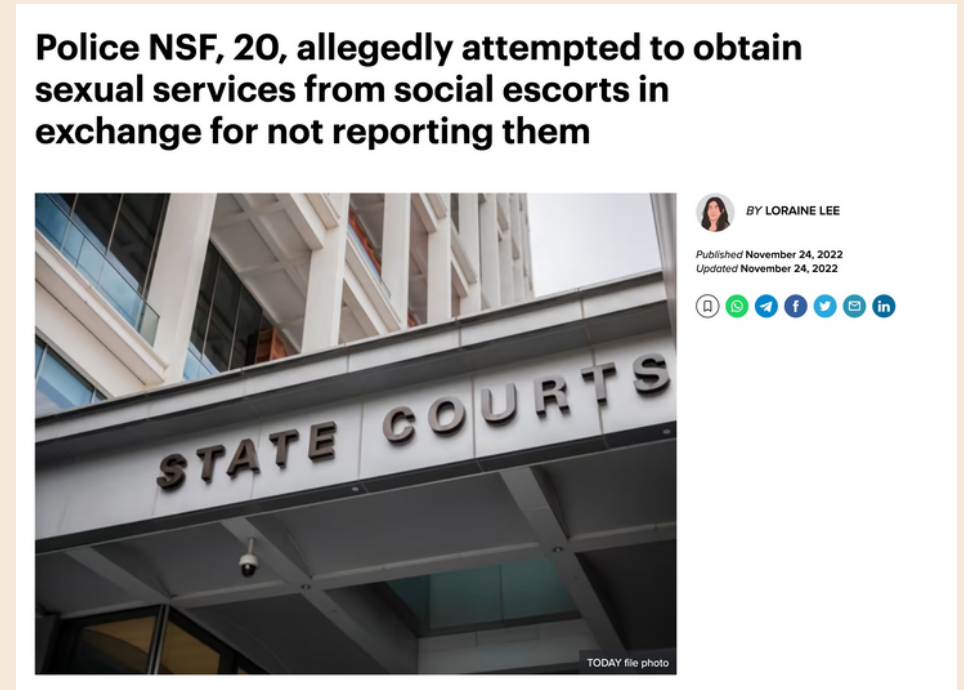 Police NSF, 20, allegedly attempted to obtain
sexual services from social escorts in
exchange for not reporting them
BY LORAINE LEE
Published November 24, 2022
Updated November 24, 2022
in
STATE COURTS
TODAY file photo